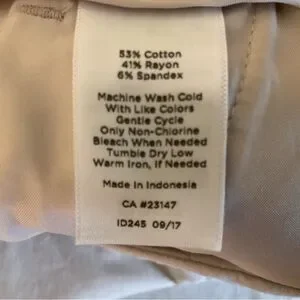 53% Cotton
41% Rayon
6% Spandex
Machine Wash Cold
With Like Colors
Gentle Cycle
Only Non-Chlorine
Bleach When Needed
Tumble Dry Low
Warm Iron, if Needed
Made in Indonesia
CA #23147
ID245 09/17